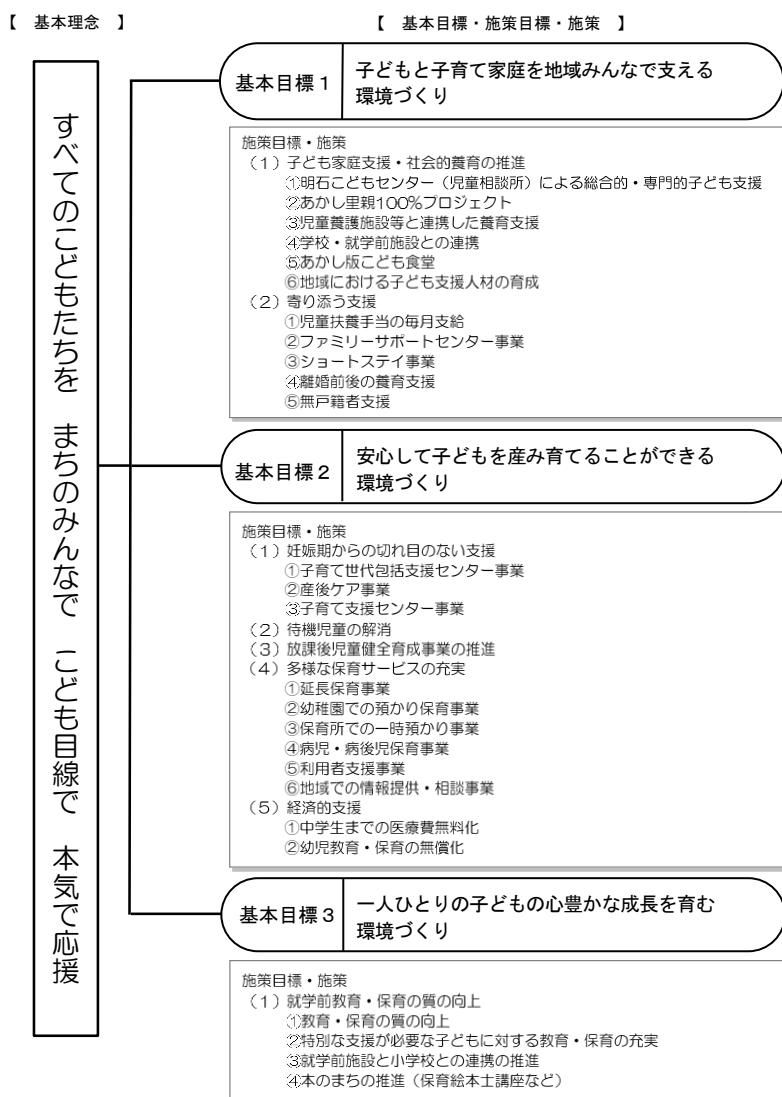 【 基本理念 】
【 基本目標・施策目標・施策 】
すべてのこどもたちを まちのみんなで こども目線で 本気で応援
基本目標1
子どもと子育て家庭を地域みんなで支える
環境づくり
施策目標・施策
(1)子ども家庭支援・社会的養育の推進
①明石こどもセンター(児童相談所)による総合的・専門的子ども支援
②あかし里親100%プロジェクト
③児童養護施設等と連携した養育支援
④学校・就学前施設との連携
⑤あかし版こども食堂
⑥地域における子ども支援人材の育成
(2)寄り添う支援
①児童扶養手当の毎月支給
②ファミリーサポートセンター事業
③ショートステイ事業
④離婚前後の養育支援
⑤無戸籍者支援
基本目標2
安心して子どもを産み育てることができる
環境づくり
施策目標・施策
(1)妊娠期からの切れ目のない支援
①子育て世代包括支援センター事業
②産後ケア事業
③子育て支援センター事業
(2)待機児童の解消
(3)放課後児童健全育成事業の推進
(4)多様な保育サービスの充実
①延長保育事業
②幼稚園での預かり保育事業
③保育所での一時預かり事業
④病児・病後児保育事業
⑤利用者支援事業
⑥地域での情報提供・相談事業
(5)経済的支援
①中学生までの医療費無料化
②幼児教育・保育の無償化
基本目標3
一人ひとりの子どもの心豊かな成長を育む
環境づくり
施策目標・施策
(1)就学前教育・保育の質の向上
①教育・保育の質の向上
②特別な支援が必要な子どもに対する教育・保育の充実
③就学前施設と小学校との連携の推進
④本のまちの推進(保育絵本士講座など)